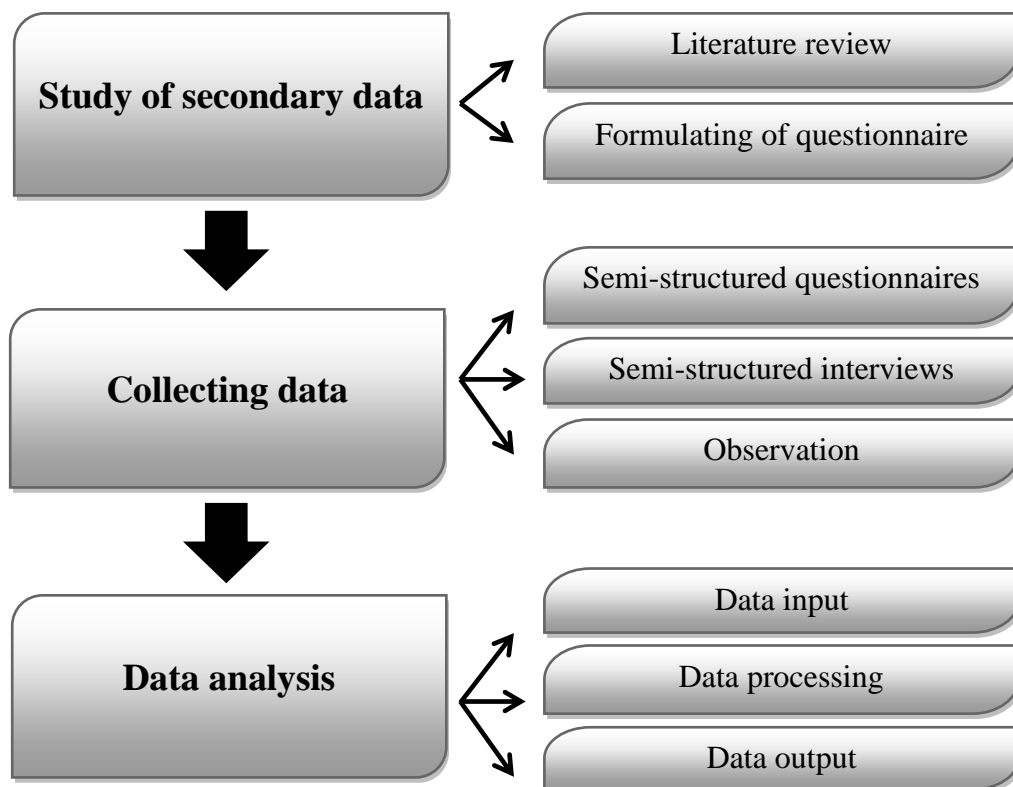 Study of secondary data
Literature review
Formulating of questionnaire
Collecting data
Semi-structured questionnaires
Semi-structured interviews
Observation
Data analysis
Data input
Data processing
Data output